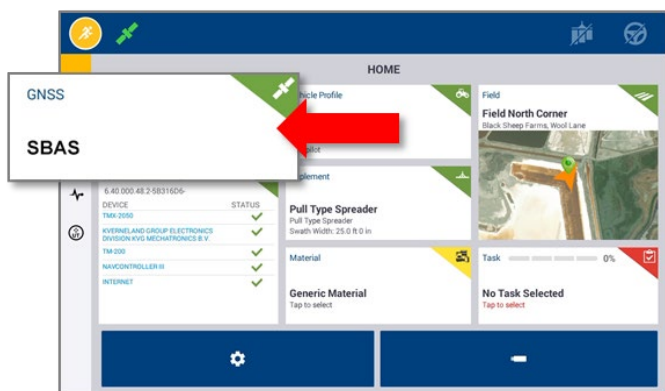 HOME
GNSS
SBAS
hicle Profile
pilot
Field
Field North Corner
Black Sheep Farms, Wool Lane
6.40.000.48.2-5B316D6-
DEVICE STATUS
TMX-2050
KVERNELAND GROUP ELECTRONICS
DIVISION KVG MECHATRONICS B.V.
TM-200
NAVCONTROLLER III
INTERNET
plement
Pull Type Spreader
Pull Type Spreader
Swath Width: 25.0 ft 0 in
Material
Generic Material
Tap to select
Task 0%
No Task Selected
Tap to select